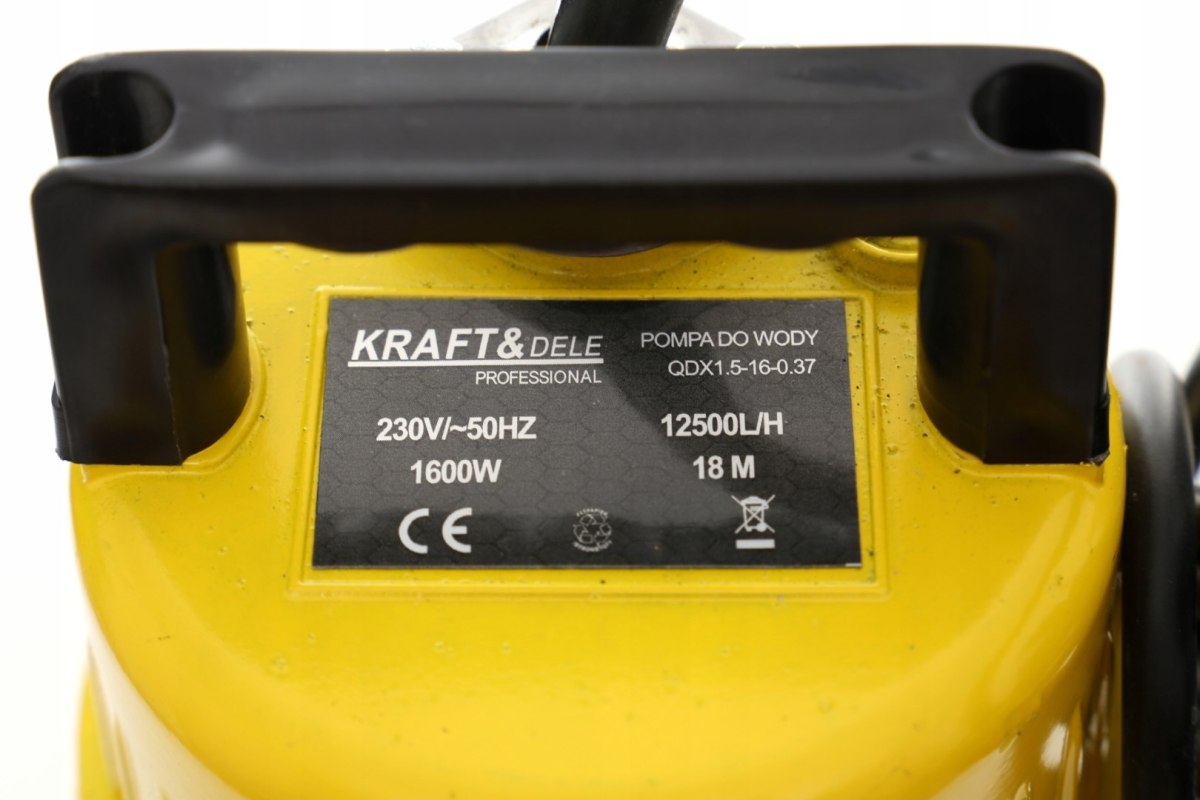 KRAFT&DELE
PROFESSIONAL
POMPA DO WODY
QDX1.5-16-0.37
230V/~50HZ
12500L/H
1600W
18 M
CE